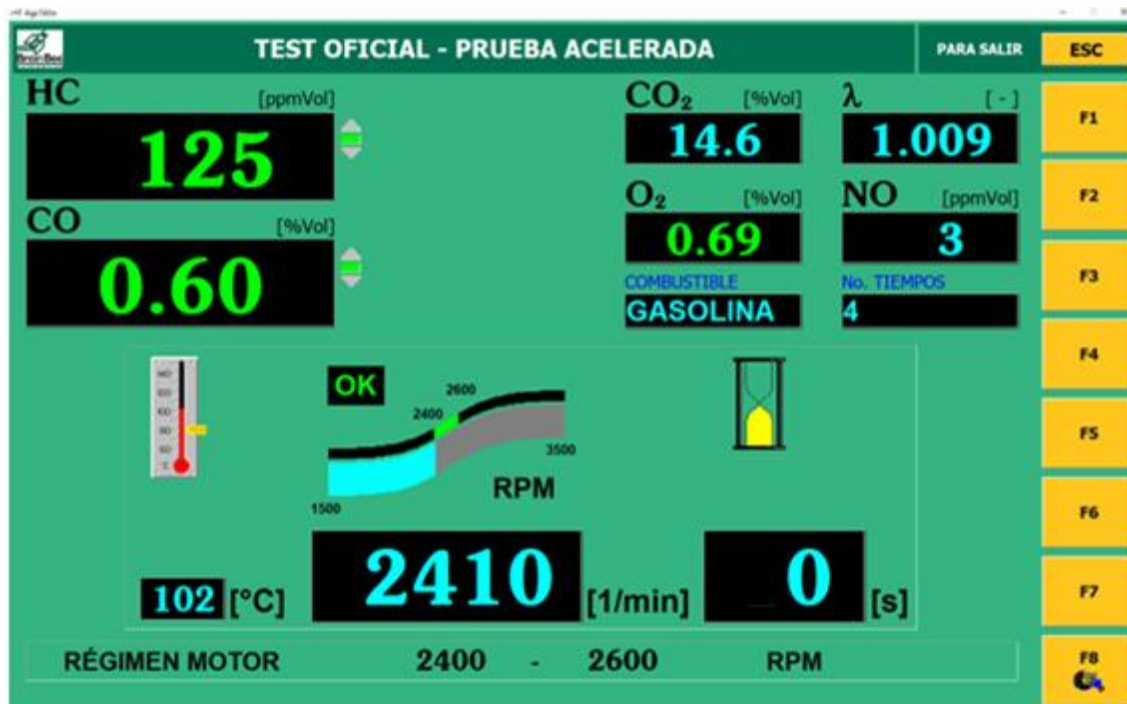 TEST OFICIAL - PRUEBA ACELERADA
PARA SALIR
ESC
HC [ppmVol]
125
CO [%Vol]
0.60
CO₂ [%Vol]
14.6
λ [-]
1.009
O₂ [%Vol]
0.69
NO [ppmVol]
3
COMBUSTIBLE
GASOLINA
No. TIEMPOS
4
F1
F2
F3
F4
F5
F6
F7
F8
OK
2600
2400
3500
1500
RPM
102 [°C]
2410 [1/min]
0 [s]
RÉGIMEN MOTOR 2400 - 2600 RPM